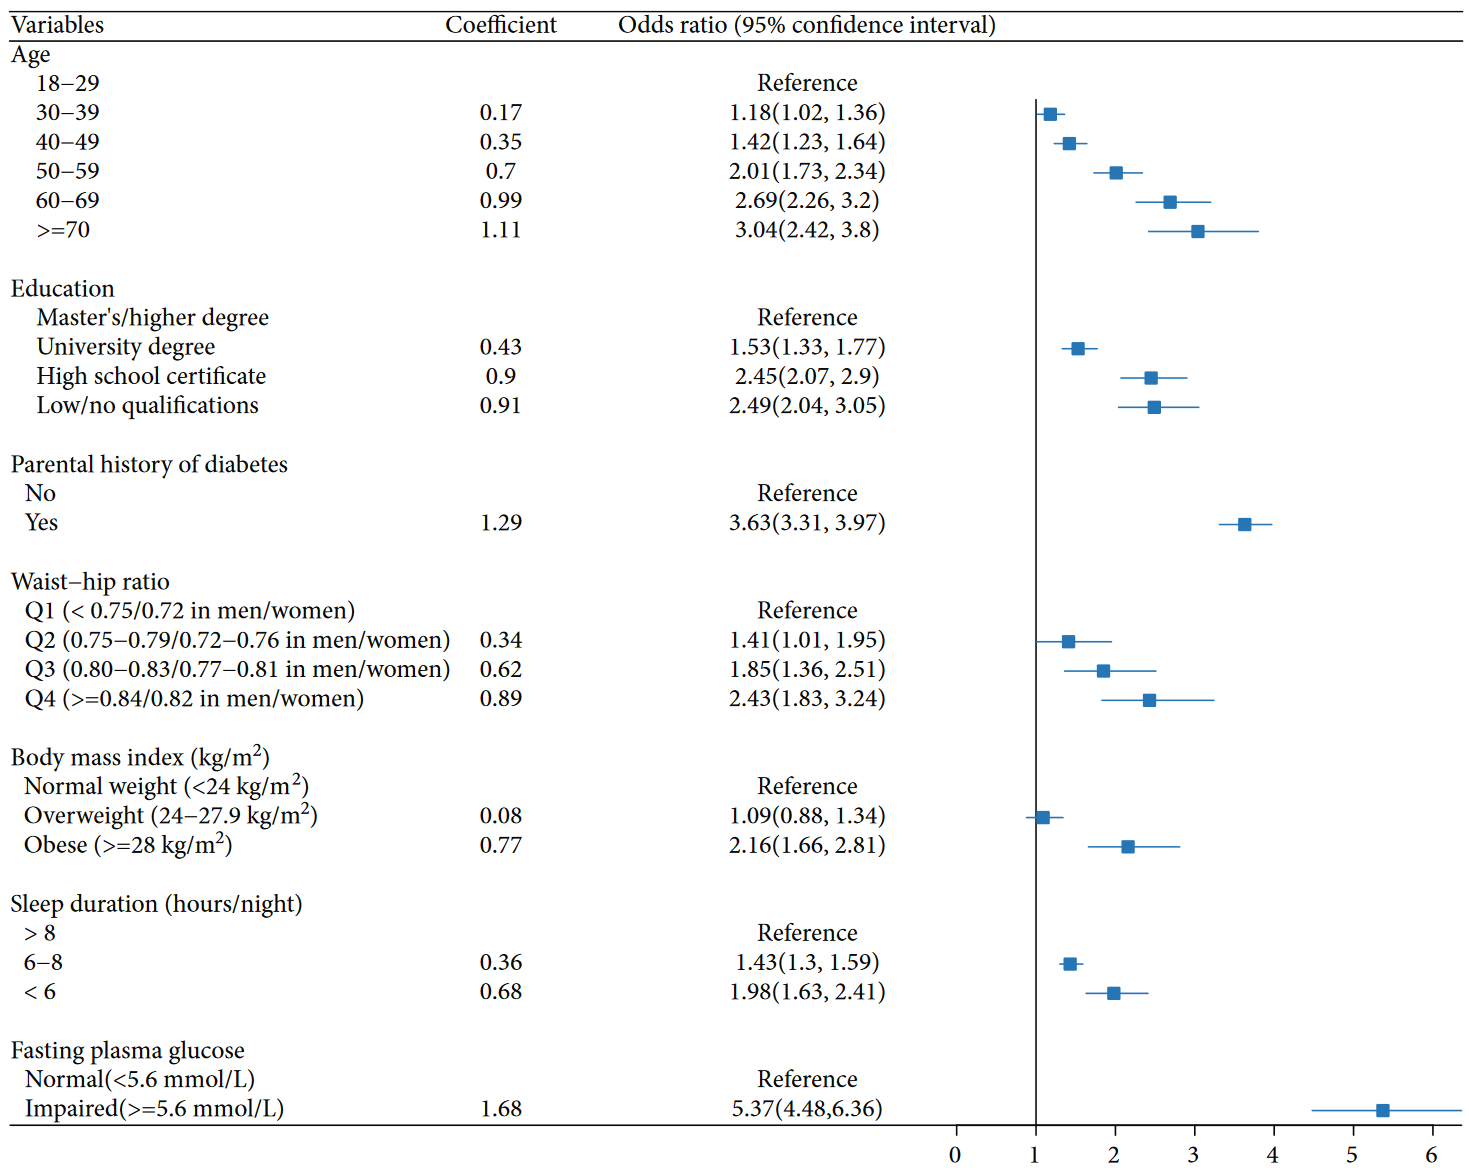 Variables Coefficient Odds ratio (95% confidence interval)
Age
18−29 Reference
30−39 0.17 1.18(1.02, 1.36)
40−49 0.35 1.42(1.23, 1.64)
50−59 0.7 2.01(1.73, 2.34)
60−69 0.99 2.69(2.26, 3.2)
>=70 1.11 3.04(2.42, 3.8)
Education
Master's/higher degree Reference
University degree 0.43 1.53(1.33, 1.77)
High school certificate 0.9 2.45(2.07, 2.9)
Low/no qualifications 0.91 2.49(2.04, 3.05)
Parental history of diabetes
No Reference
Yes 1.29 3.63(3.31, 3.97)
Waist−hip ratio
Q1 (< 0.75/0.72 in men/women) Reference
Q2 (0.75−0.79/0.72−0.76 in men/women) 0.34 1.41(1.01, 1.95)
Q3 (0.80−0.83/0.77−0.81 in men/women) 0.62 1.85(1.36, 2.51)
Q4 (>=0.84/0.82 in men/women) 0.89 2.43(1.83, 3.24)
Body mass index (kg/m²)
Normal weight (<24 kg/m²) Reference
Overweight (24−27.9 kg/m²) 0.08 1.09(0.88, 1.34)
Obese (>=28 kg/m²) 0.77 2.16(1.66, 2.81)
Sleep duration (hours/night)
> 8 Reference
6−8 0.36 1.43(1.3, 1.59)
< 6 0.68 1.98(1.63, 2.41)
Fasting plasma glucose
Normal(<5.6 mmol/L) Reference
Impaired(>=5.6 mmol/L) 1.68 5.37(4.48,6.36)
0 1 2 3 4 5 6